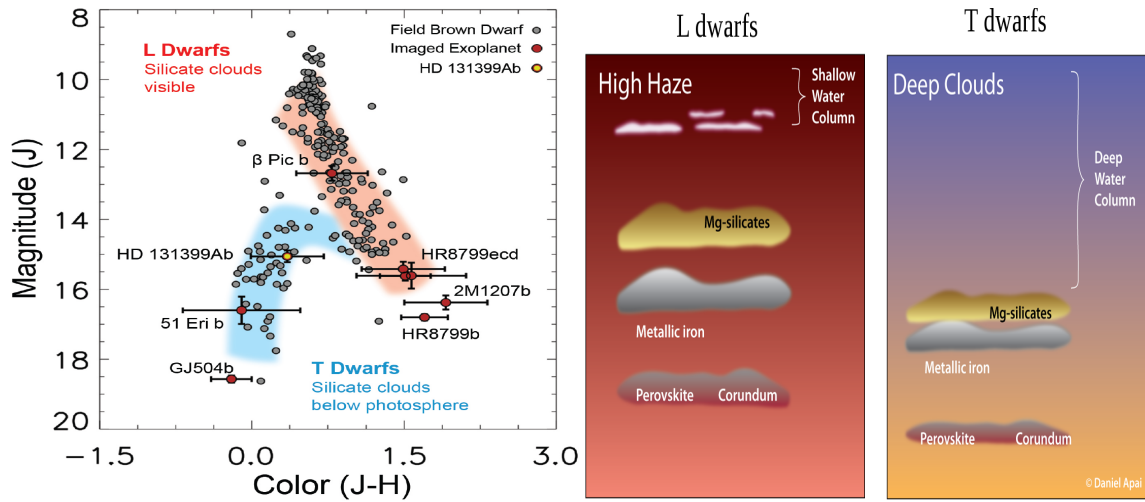 L dwarfs
T dwarfs
8
10
12
14
16
18
20
Magnitude (J)
−1.5
0.0
1.5
3.0
Color (J-H)
L Dwarfs
Silicate clouds
visible
Field Brown Dwarf
Imaged Exoplanet
HD 131399Ab
β Pic b
HD 131399Ab
HR8799ecd
2M1207b
51 Eri b
HR8799b
GJ504b
T Dwarfs
Silicate clouds
below photosphere
High Haze
Shallow
Water
Column
Mg-silicates
Metallic iron
Perovskite
Corundum
Deep Clouds
Deep
Water
Column
Mg-silicates
Metallic iron
Perovskite
Corundum
© Daniel Apai